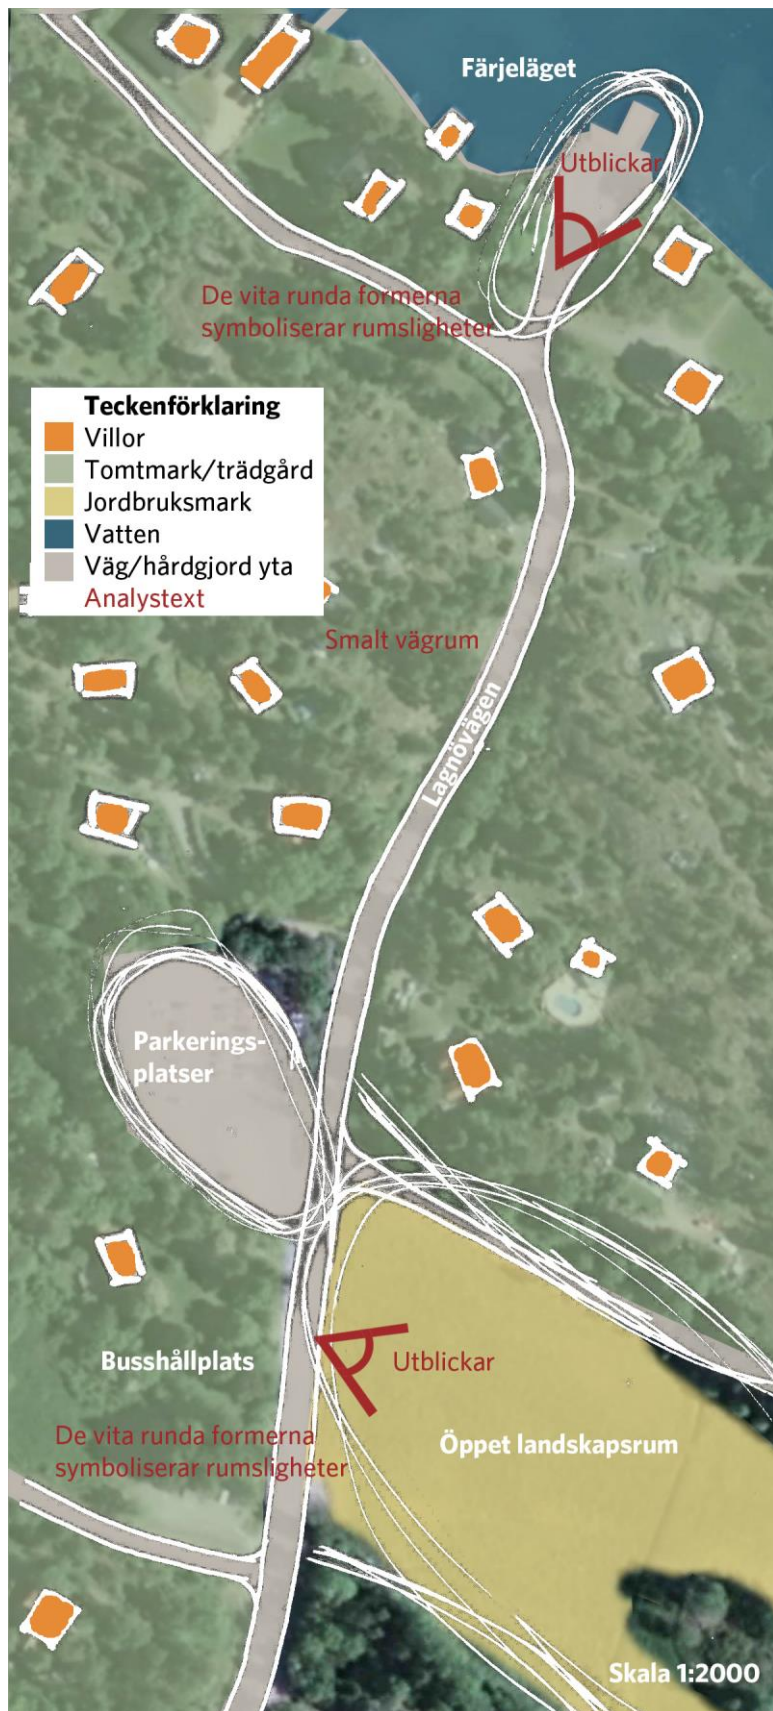 Färjeläget
Utblickar
De vita runda formerna
symboliserar rumsligheter
Teckenförklaring
Villor
Tomtmark/trädgård
Jordbruksmark
Vatten
Väg/hårdgjord yta
Analystext
Smalt vägrum
Lagnövägen
Parkerings-
platser
Busshållplats
Utblickar
De vita runda formerna
symboliserar rumsligheter
Öppet landskapsrum
Skala 1:2000